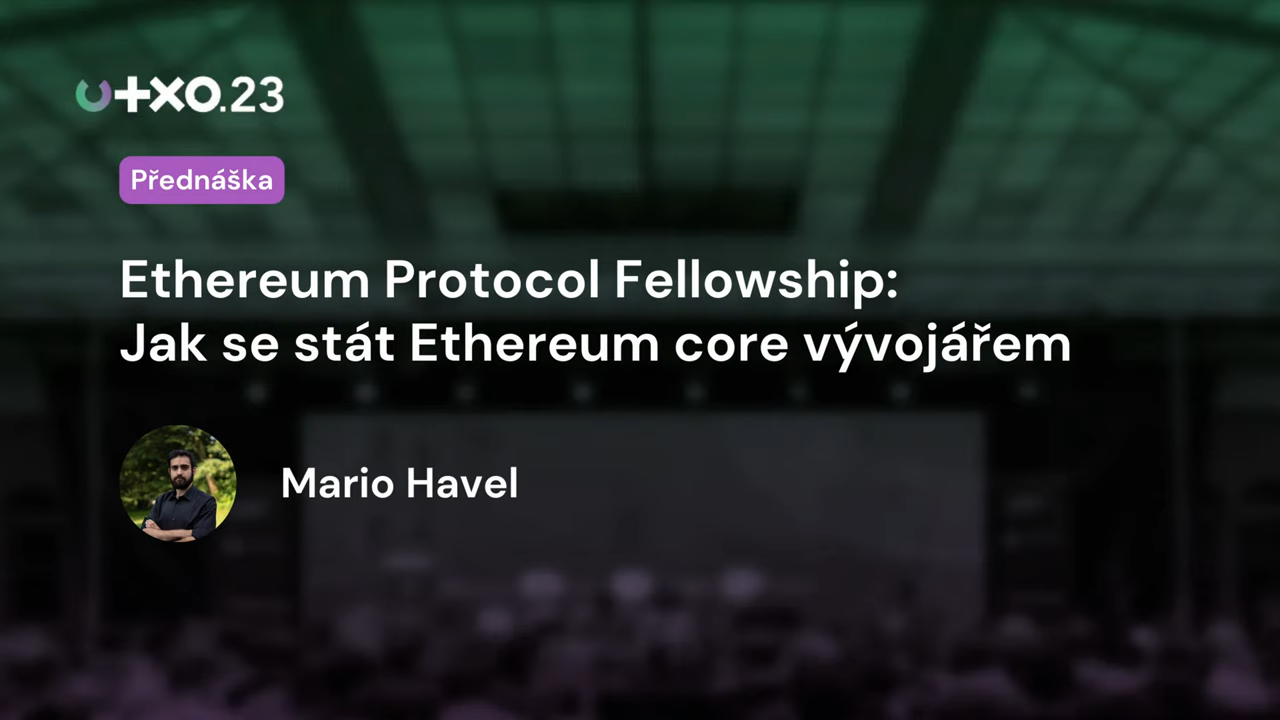 utxo.23
Přednáška
Ethereum Protocol Fellowship:
Jak se stát Ethereum core vývojářem
Mario Havel